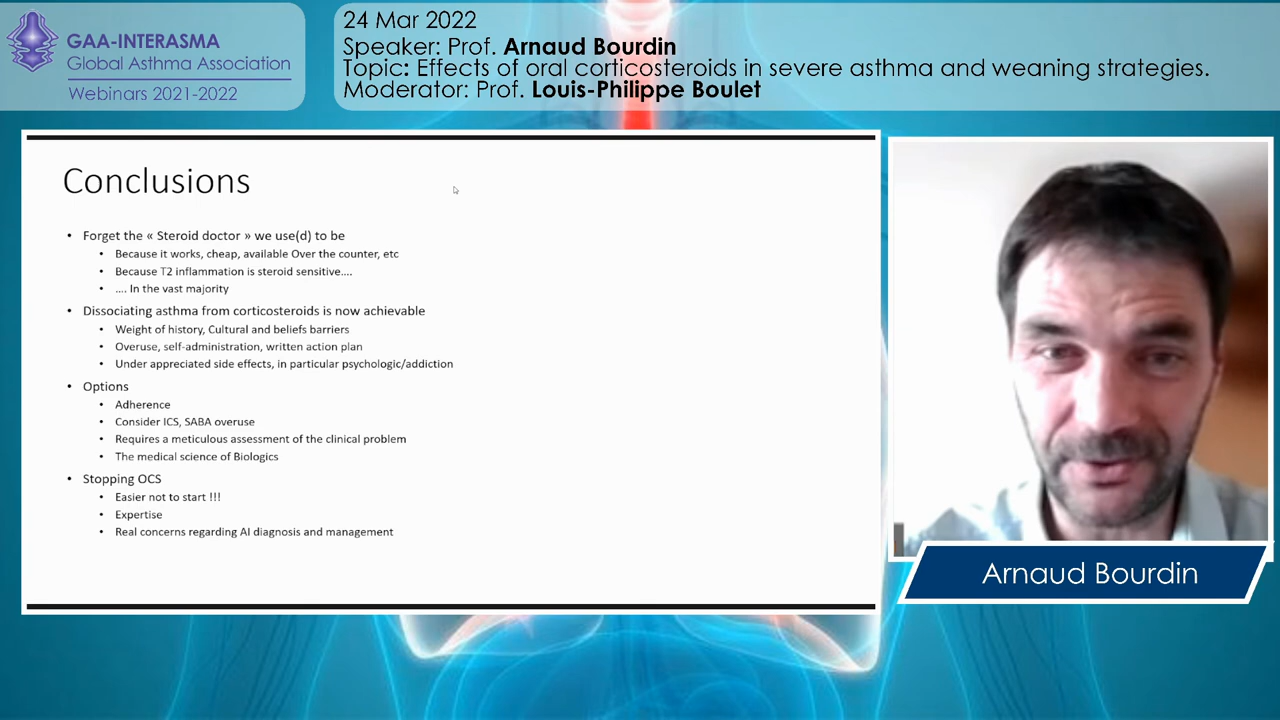 GAA-INTERASMA
Global Asthma Association
Webinars 2021-2022
24 Mar 2022
Speaker: Prof. Arnaud Bourdin
Topic: Effects of oral corticosteroids in severe asthma and weaning strategies.
Moderator: Prof. Louis-Philippe Boulet
Conclusions
• Forget the « Steroid doctor » we use(d) to be
• Because it works, cheap, available Over the counter, etc
• Because T2 inflammation is steroid sensitive....
• .... In the vast majority
• Dissociating asthma from corticosteroids is now achievable
• Weight of history, Cultural and beliefs barriers
• Overuse, self-administration, written action plan
• Under appreciated side effects, in particular psychologic/addiction
• Options
• Adherence
• Consider ICS, SABA overuse
• Requires a meticulous assessment of the clinical problem
• The medical science of Biologics
• Stopping OCS
• Easier not to start !!!
• Expertise
• Real concerns regarding AI diagnosis and management
Arnaud Bourdin